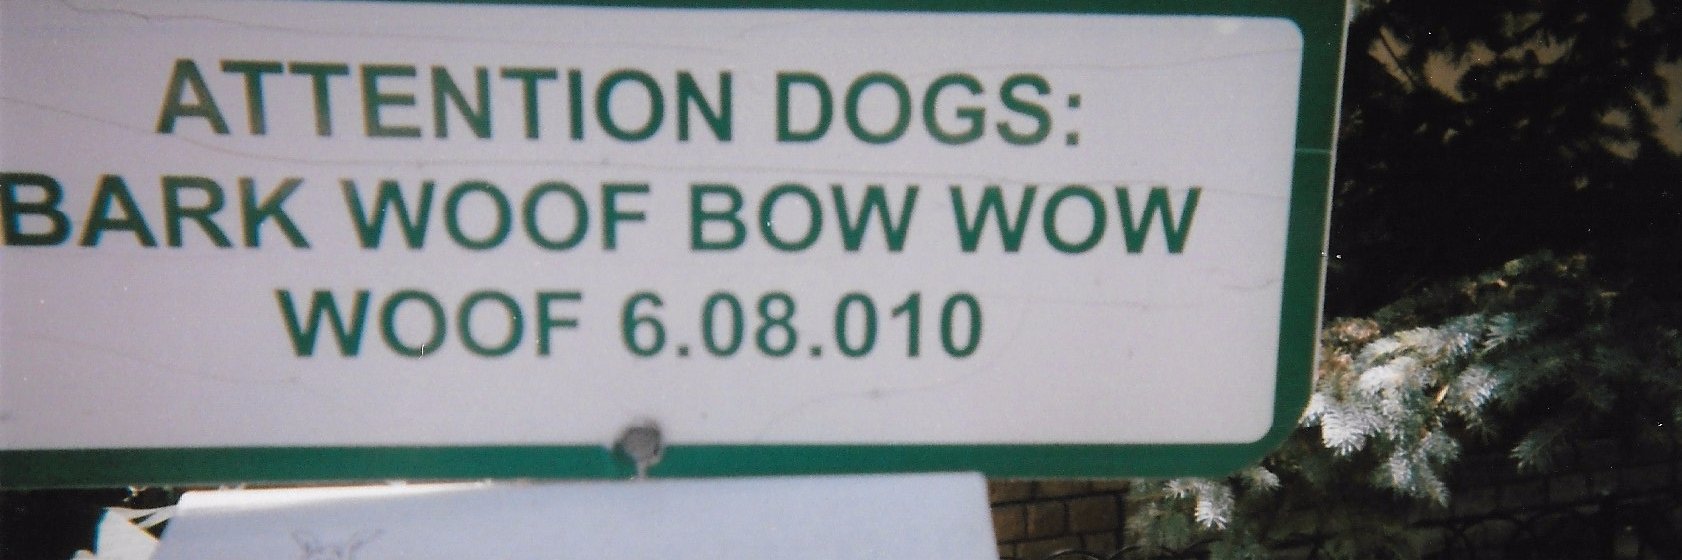 ATTENTION DOGS:
BARK WOOF BOW WOW
WOOF 6.08.010